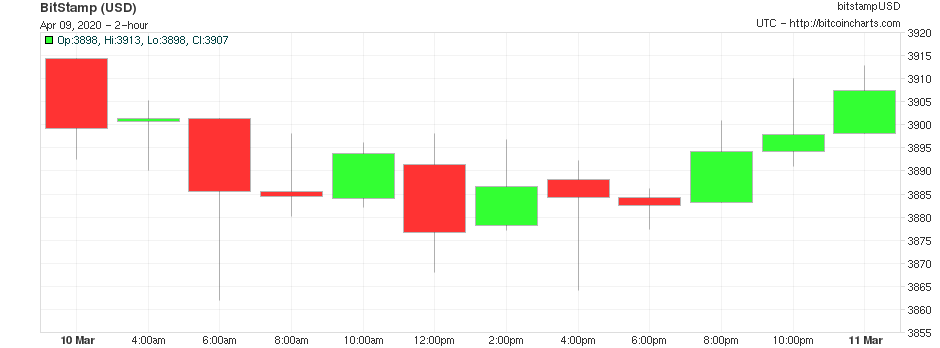 BitStamp (USD)
bitstampUSD
Apr 09, 2020 - 2-hour
UTC - http://bitcoincharts.com
Op:3898, Hi:3913, Lo:3898, Cl:3907
3920
3915
3910
3905
3900
3895
3890
3885
3880
3875
3870
3865
3860
3855
10 Mar 4:00am 6:00am 8:00am 10:00am 12:00pm 2:00pm 4:00pm 6:00pm 8:00pm 10:00pm 11 Mar